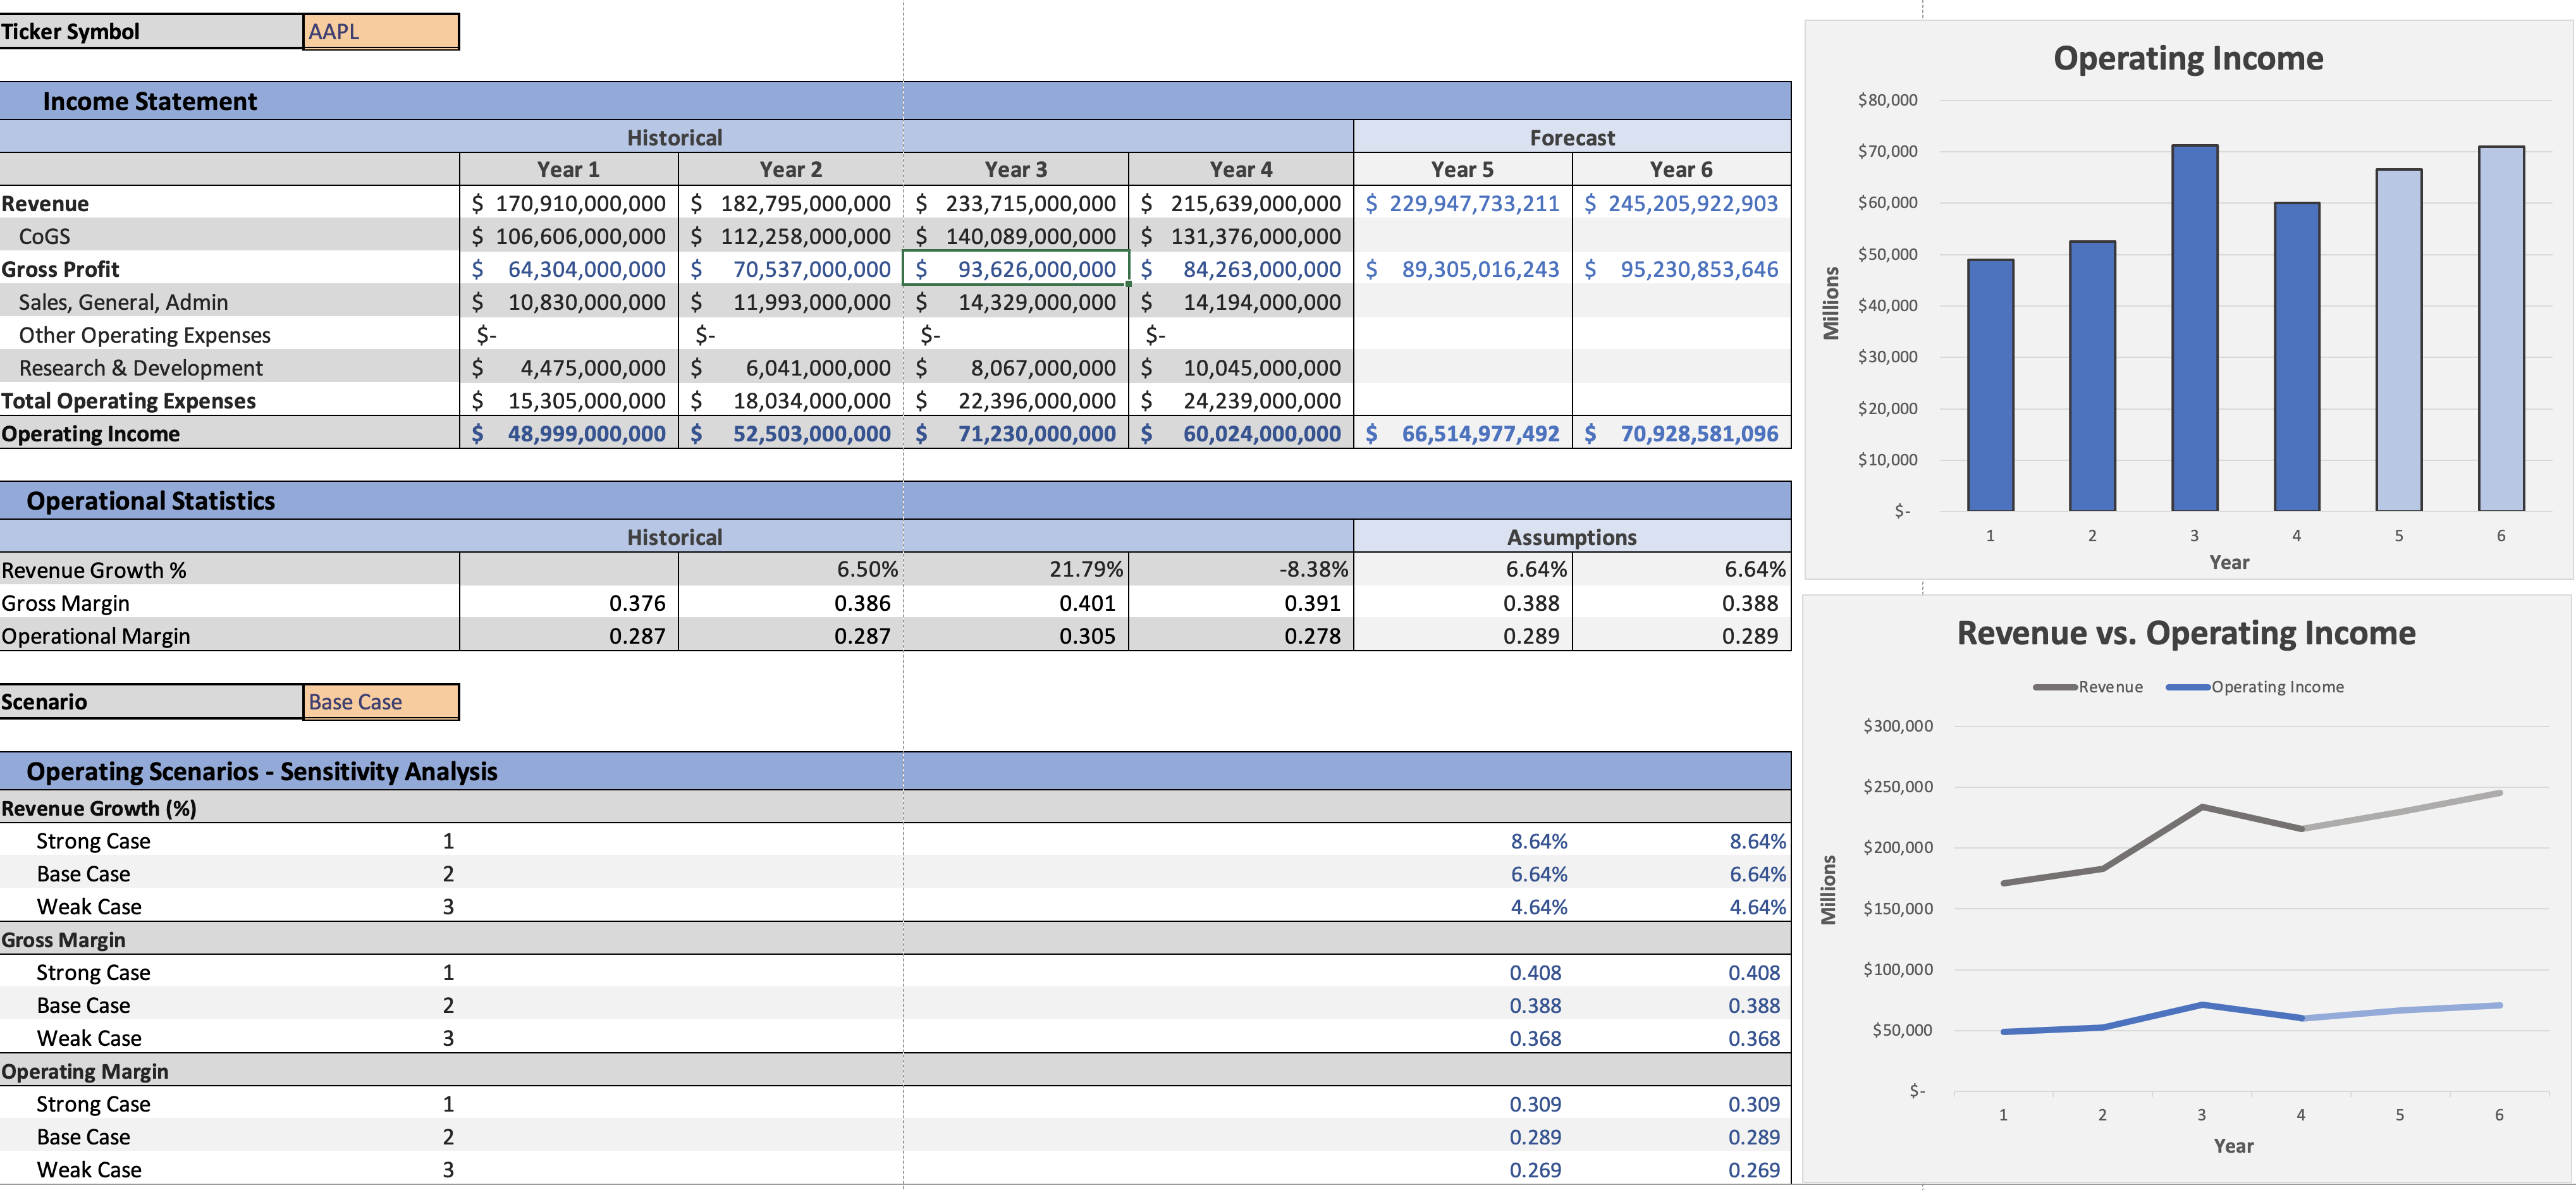 Ticker Symbol AAPL
Income Statement
Historical Forecast
Year 1 Year 2 Year 3 Year 4 Year 5 Year 6
Revenue $ 170,910,000,000 $ 182,795,000,000 $ 233,715,000,000 $ 215,639,000,000 $ 229,947,733,211 $ 245,205,922,903
CoGS $ 106,606,000,000 $ 112,258,000,000 $ 140,089,000,000 $ 131,376,000,000
Gross Profit $ 64,304,000,000 $ 70,537,000,000 $ 93,626,000,000 $ 84,263,000,000 $ 89,305,016,243 $ 95,230,853,646
Sales, General, Admin $ 10,830,000,000 $ 11,993,000,000 $ 14,329,000,000 $ 14,194,000,000
Other Operating Expenses $- $- $- $-
Research & Development $ 4,475,000,000 $ 6,041,000,000 $ 8,067,000,000 $ 10,045,000,000
Total Operating Expenses $ 15,305,000,000 $ 18,034,000,000 $ 22,396,000,000 $ 24,239,000,000
Operating Income $ 48,999,000,000 $ 52,503,000,000 $ 71,230,000,000 $ 60,024,000,000 $ 66,514,977,492 $ 70,928,581,096
Operational Statistics
Historical Assumptions
Revenue Growth % 6.50% 21.79% -8.38% 6.64% 6.64%
Gross Margin 0.376 0.386 0.401 0.391 0.388 0.388
Operational Margin 0.287 0.287 0.305 0.278 0.289 0.289
Scenario Base Case
Operating Scenarios - Sensitivity Analysis
Revenue Growth (%)
Strong Case 1 8.64% 8.64%
Base Case 2 6.64% 6.64%
Weak Case 3 4.64% 4.64%
Gross Margin
Strong Case 1 0.408 0.408
Base Case 2 0.388 0.388
Weak Case 3 0.368 0.368
Operating Margin
Strong Case 1 0.309 0.309
Base Case 2 0.289 0.289
Weak Case 3 0.269 0.269
Operating Income
Millions
$80,000
$70,000
$60,000
$50,000
$40,000
$30,000
$20,000
$10,000
$-
1 2 3 4 5 6
Year
Revenue vs. Operating Income
Revenue Operating Income
Millions
$300,000
$250,000
$200,000
$150,000
$100,000
$50,000
$-
1 2 3 4 5 6
Year